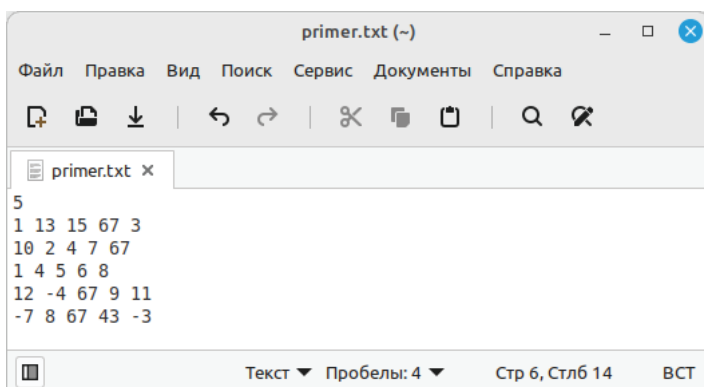 primer.txt (~)
Файл Правка Вид Поиск Сервис Документы Справка
primer.txt
5
1 13 15 67 3
10 2 4 7 67
1 4 5 6 8
12 -4 67 9 11
-7 8 67 43 -3
Текст Пробелы: 4 Стр 6, Стлб 14 ВСТ